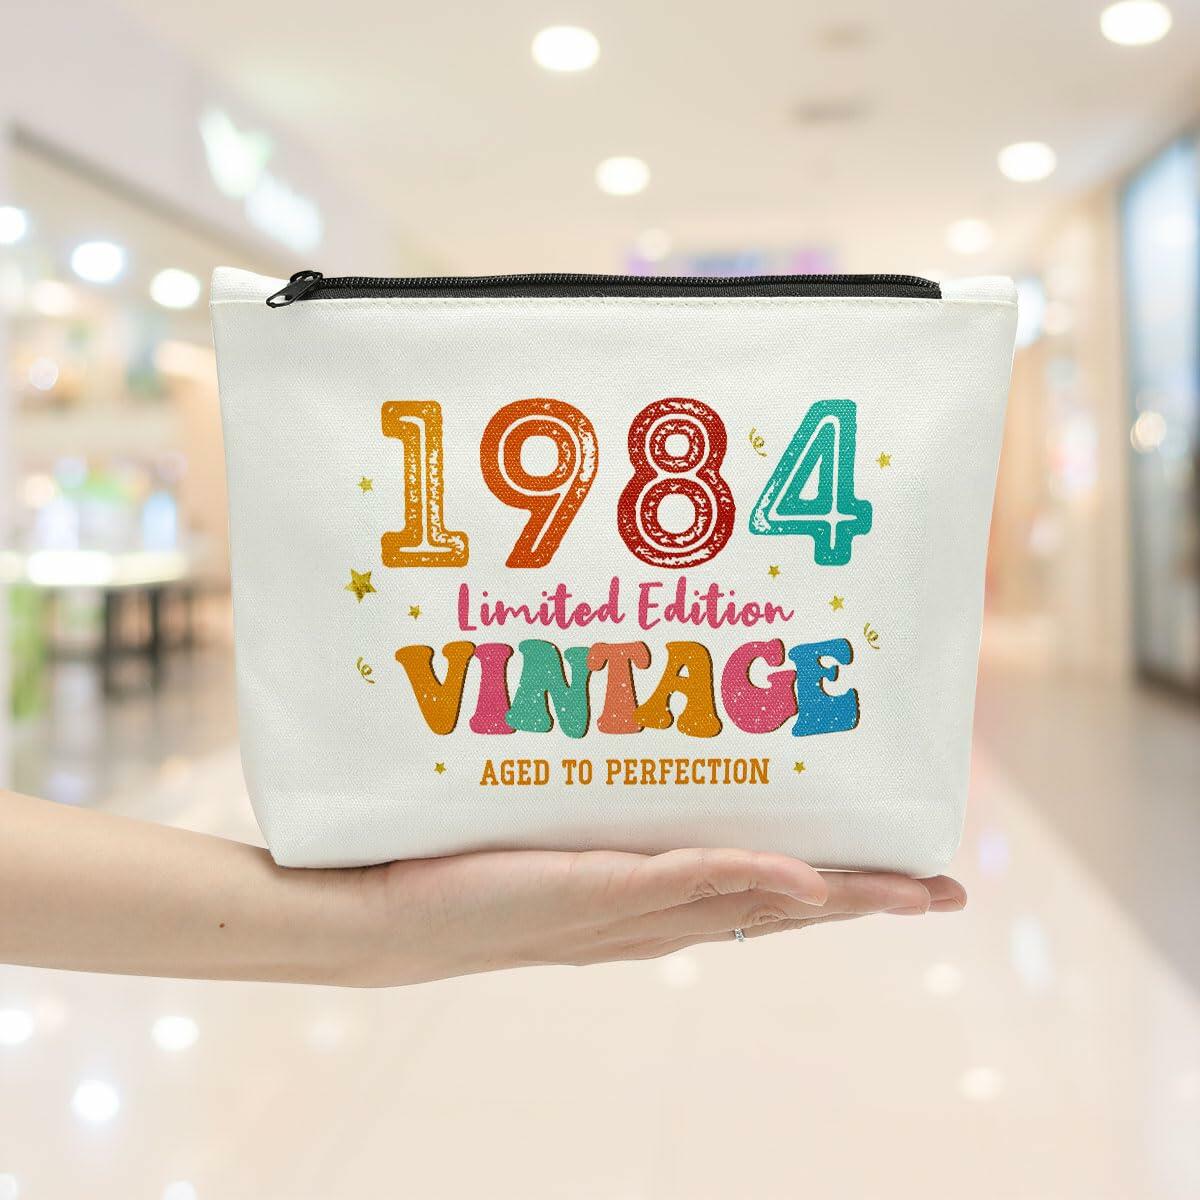 1984
Limited Edition
VINTAGE
AGED TO PERFECTION